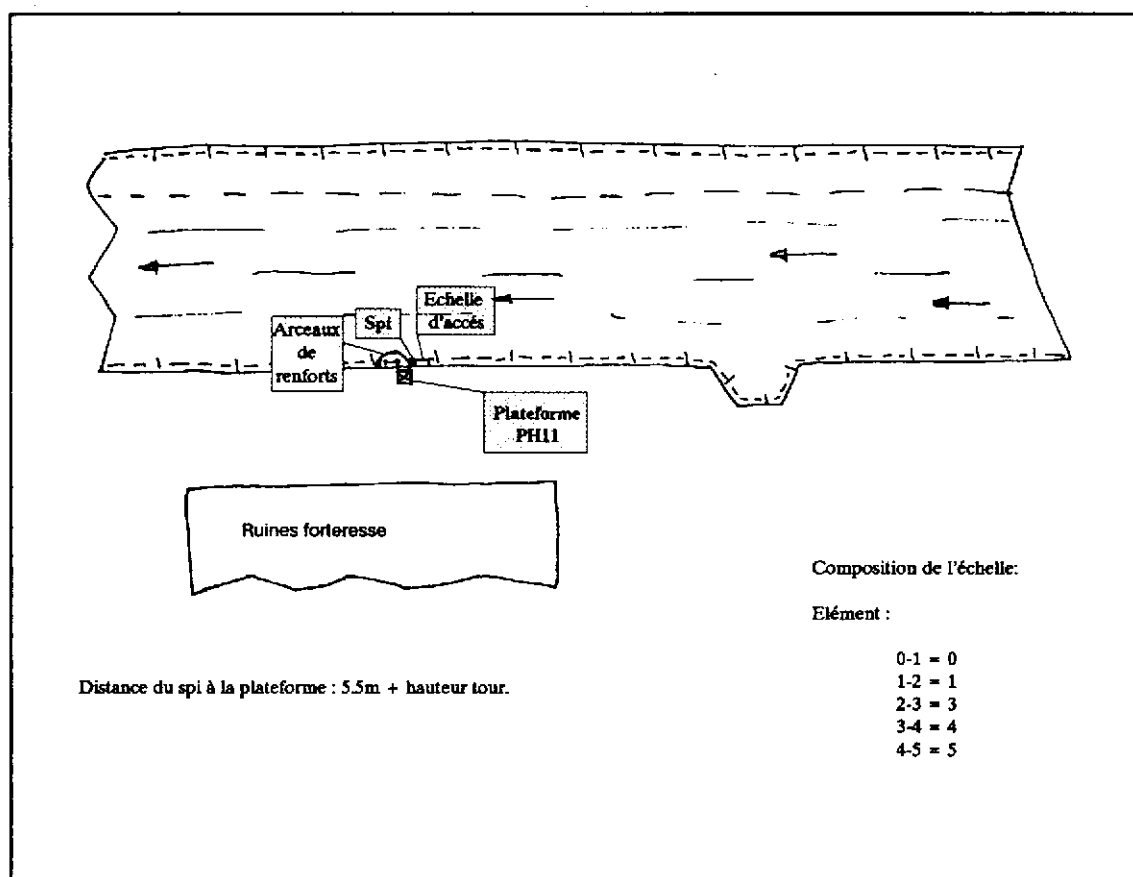 Echelle
d'accés
Spi
Arceaux
de
renforts
Plateforme
PH11
Ruines forteresse
Composition de l'échelle:
Elément :
0-1 = 0
1-2 = 1
2-3 = 3
3-4 = 4
4-5 = 5
Distance du spi à la plateforme : 5.5m + hauteur tour.